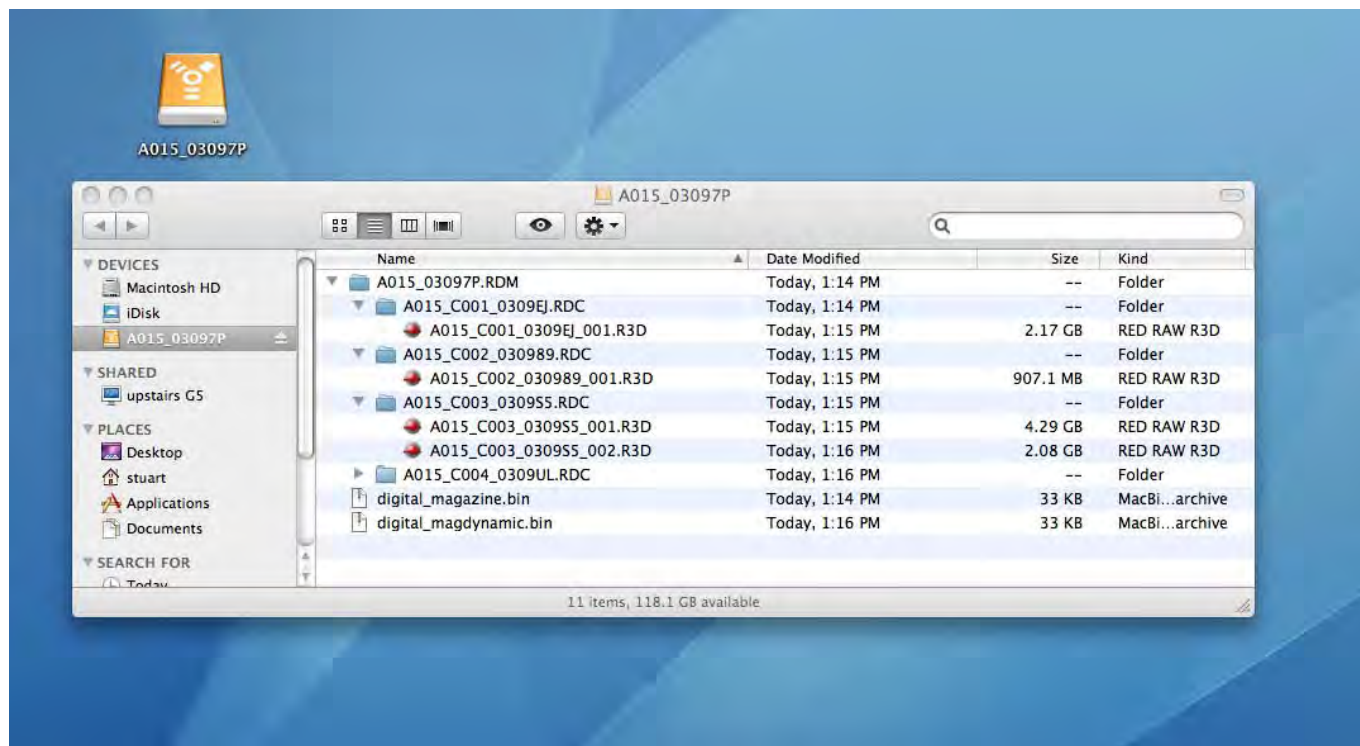 A015_03097P
A015_03097P
DEVICES
Macintosh HD
iDisk
A015_03097P
SHARED
upstairs G5
PLACES
Desktop
stuart
Applications
Documents
SEARCH FOR
Today
Name Date Modified Size Kind
A015_03097P.RDM Today, 1:14 PM -- Folder
A015_C001_0309EJ.RDC Today, 1:14 PM -- Folder
A015_C001_0309EJ_001.R3D Today, 1:15 PM 2.17 GB RED RAW R3D
A015_C002_030989.RDC Today, 1:15 PM -- Folder
A015_C002_030989_001.R3D Today, 1:15 PM 907.1 MB RED RAW R3D
A015_C003_0309S5.RDC Today, 1:15 PM -- Folder
A015_C003_0309S5_001.R3D Today, 1:15 PM 4.29 GB RED RAW R3D
A015_C003_0309S5_002.R3D Today, 1:16 PM 2.08 GB RED RAW R3D
A015_C004_0309UL.RDC Today, 1:16 PM -- Folder
digital_magazine.bin Today, 1:14 PM 33 KB MacBi...archive
digital_magdynamic.bin Today, 1:16 PM 33 KB MacBi...archive
11 items, 118.1 GB available